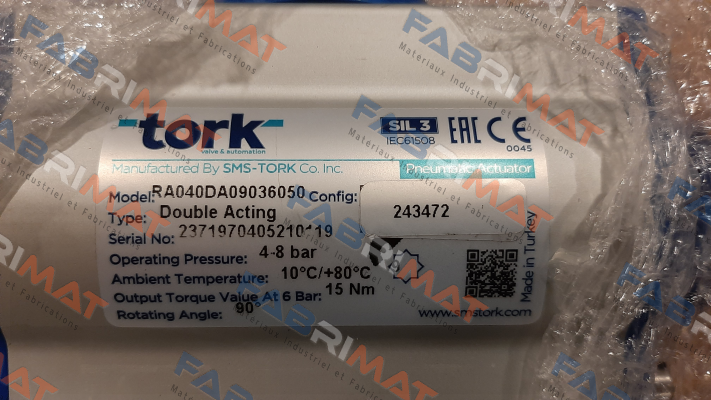 tork
valve & automation
SIL 3
IEC61508
EAC CE
0045
Manufactured By SMS-TORK Co. Inc.
Pneumatic Actuator
Model: RA040DA09036050 Config:
243472
Type: Double Acting
Serial No: 2371970405210119
Operating Pressure: 4-8 bar
Ambient Temperature: 10°C/+80°C
Output Torque Value At 6 Bar: 15 Nm
Rotating Angle: 90°
Made in Turkey
www.smstork.com
FABRIMAT
Materiaux Industriel et Fabrications